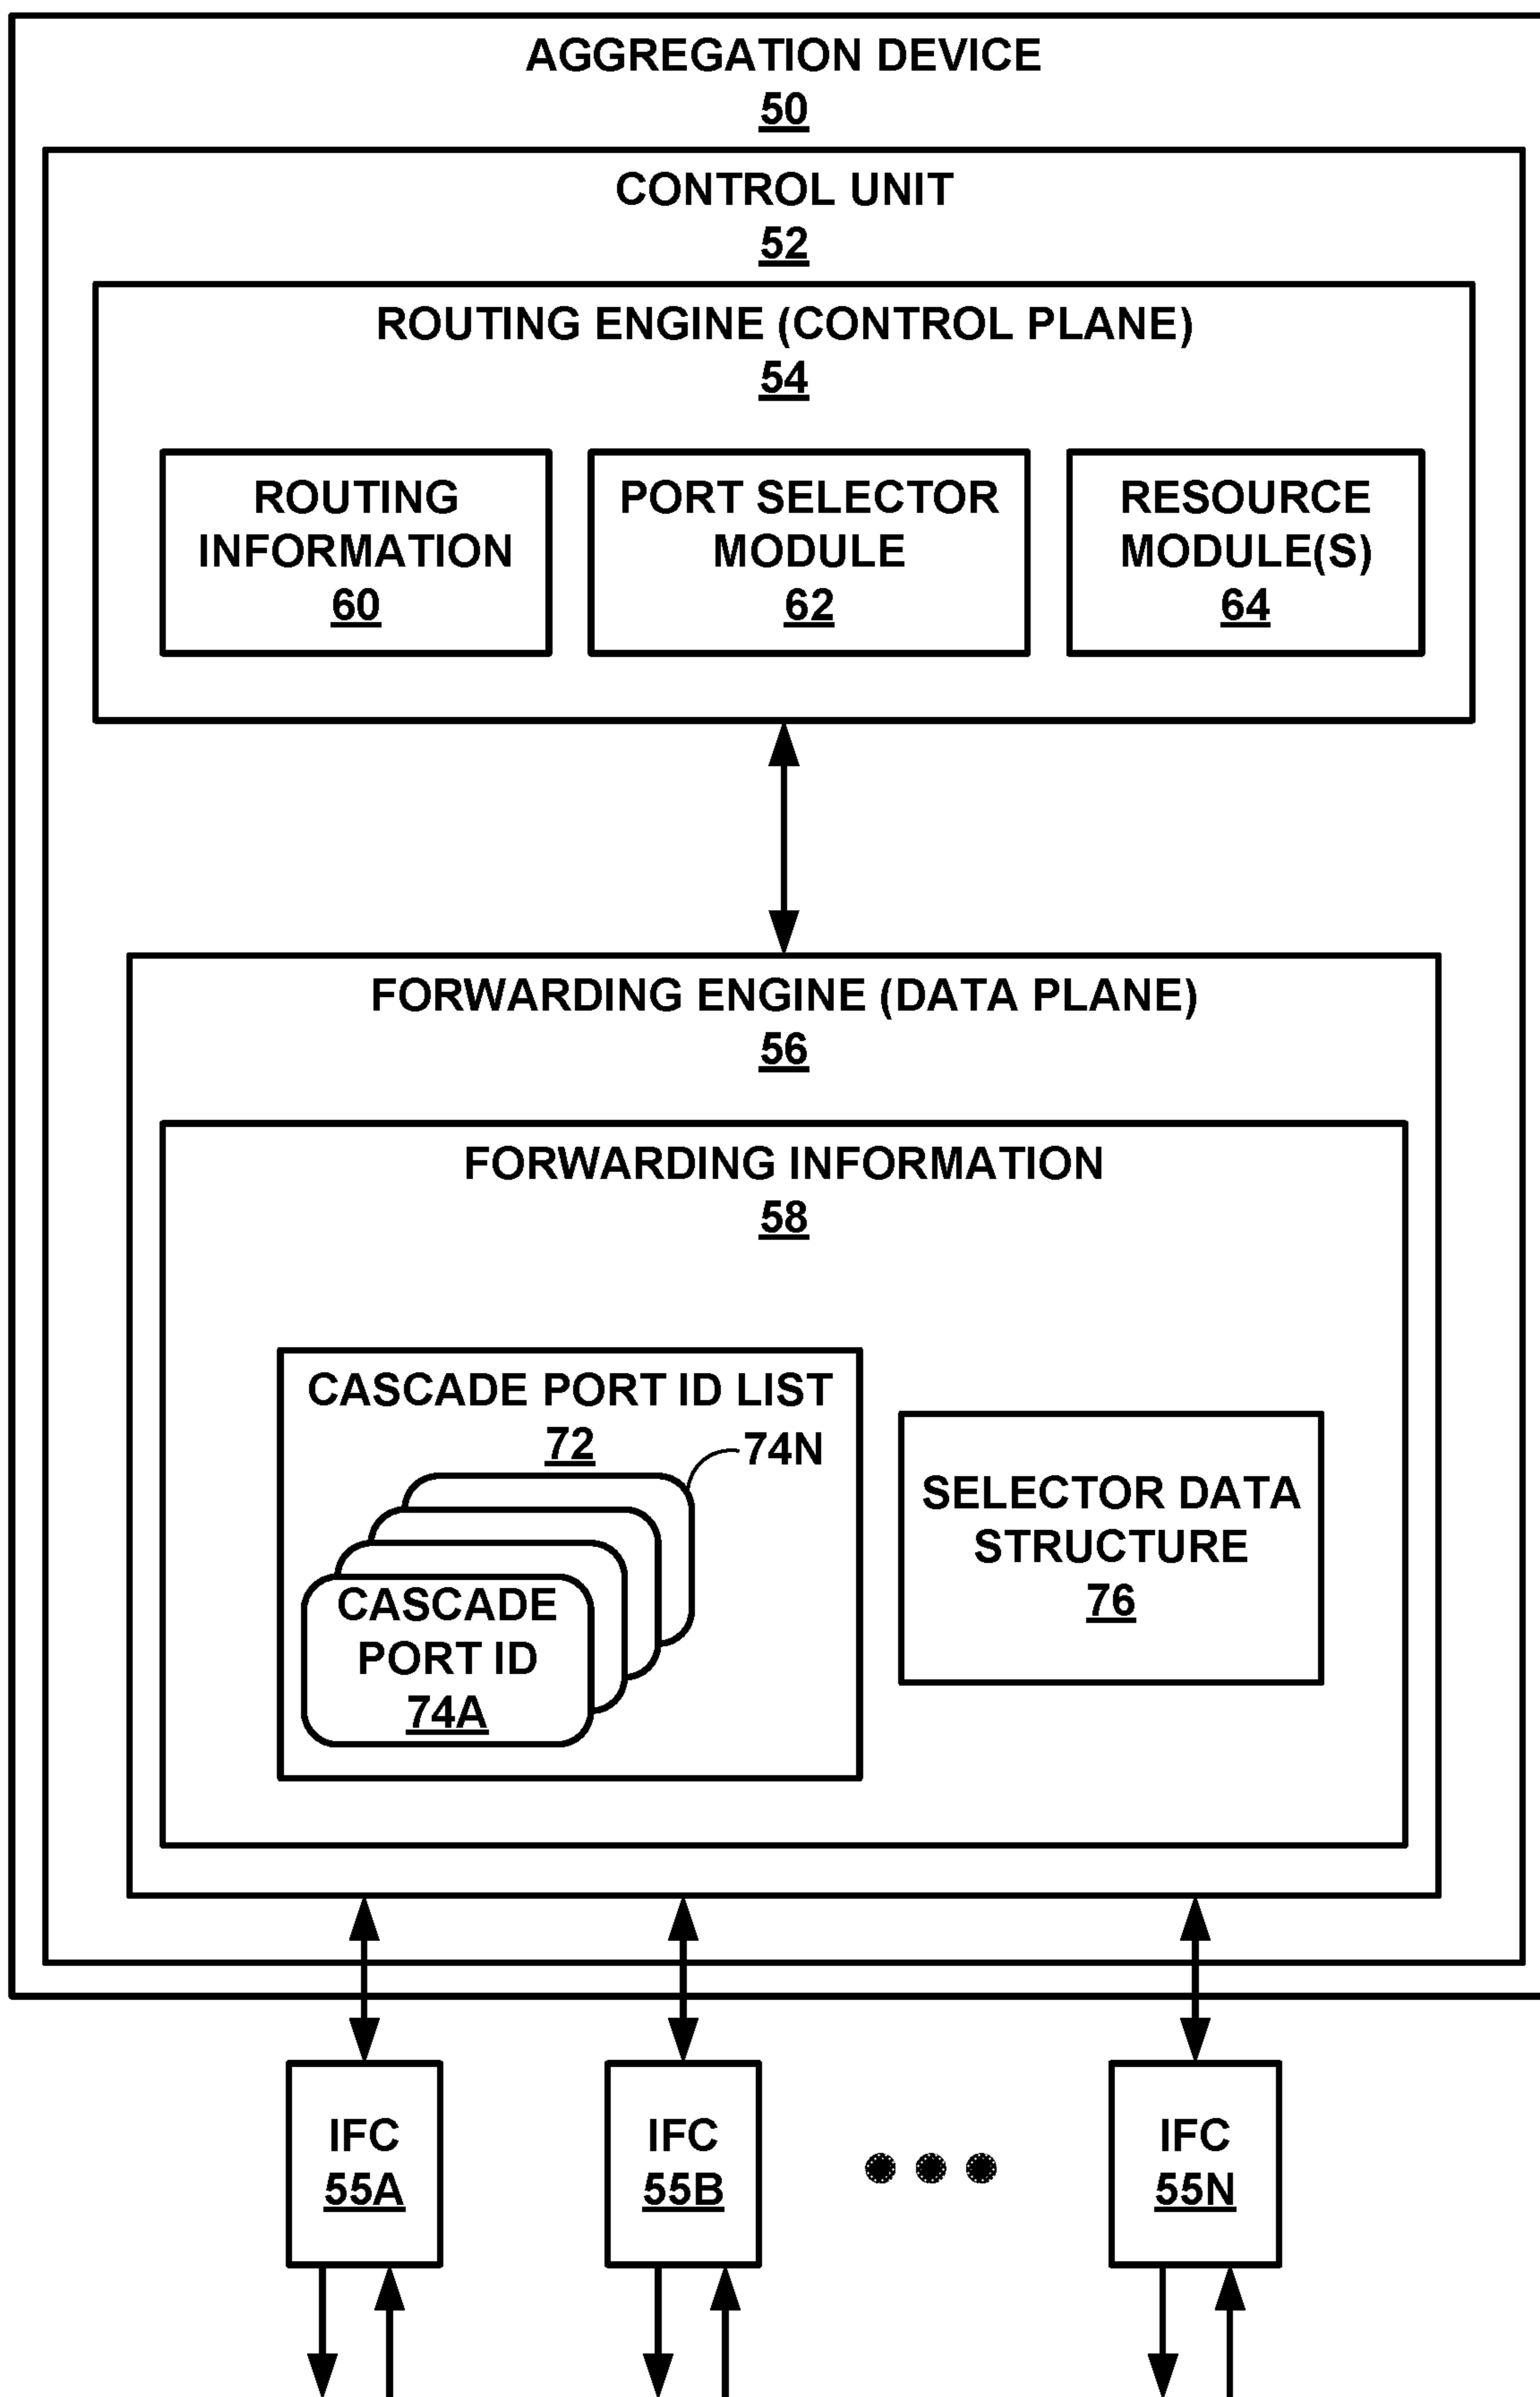 AGGREGATION DEVICE
50
CONTROL UNIT
52
ROUTING ENGINE (CONTROL PLANE)
54
ROUTING
INFORMATION
60
PORT SELECTOR
MODULE
62
RESOURCE
MODULE(S)
64
FORWARDING ENGINE (DATA PLANE)
56
FORWARDING INFORMATION
58
CASCADE PORT ID LIST
72
74N
CASCADE
PORT ID
74A
SELECTOR DATA
STRUCTURE
76
IFC
55A
IFC
55B
IFC
55N